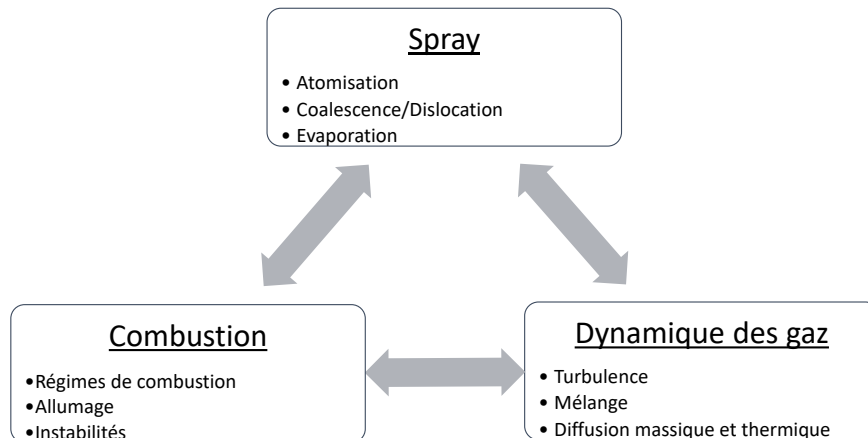 Spray
• Atomisation
• Coalescence/Dislocation
• Evaporation
Combustion
•Régimes de combustion
•Allumage
•Instabilités
Dynamique des gaz
• Turbulence
• Mélange
• Diffusion massique et thermique